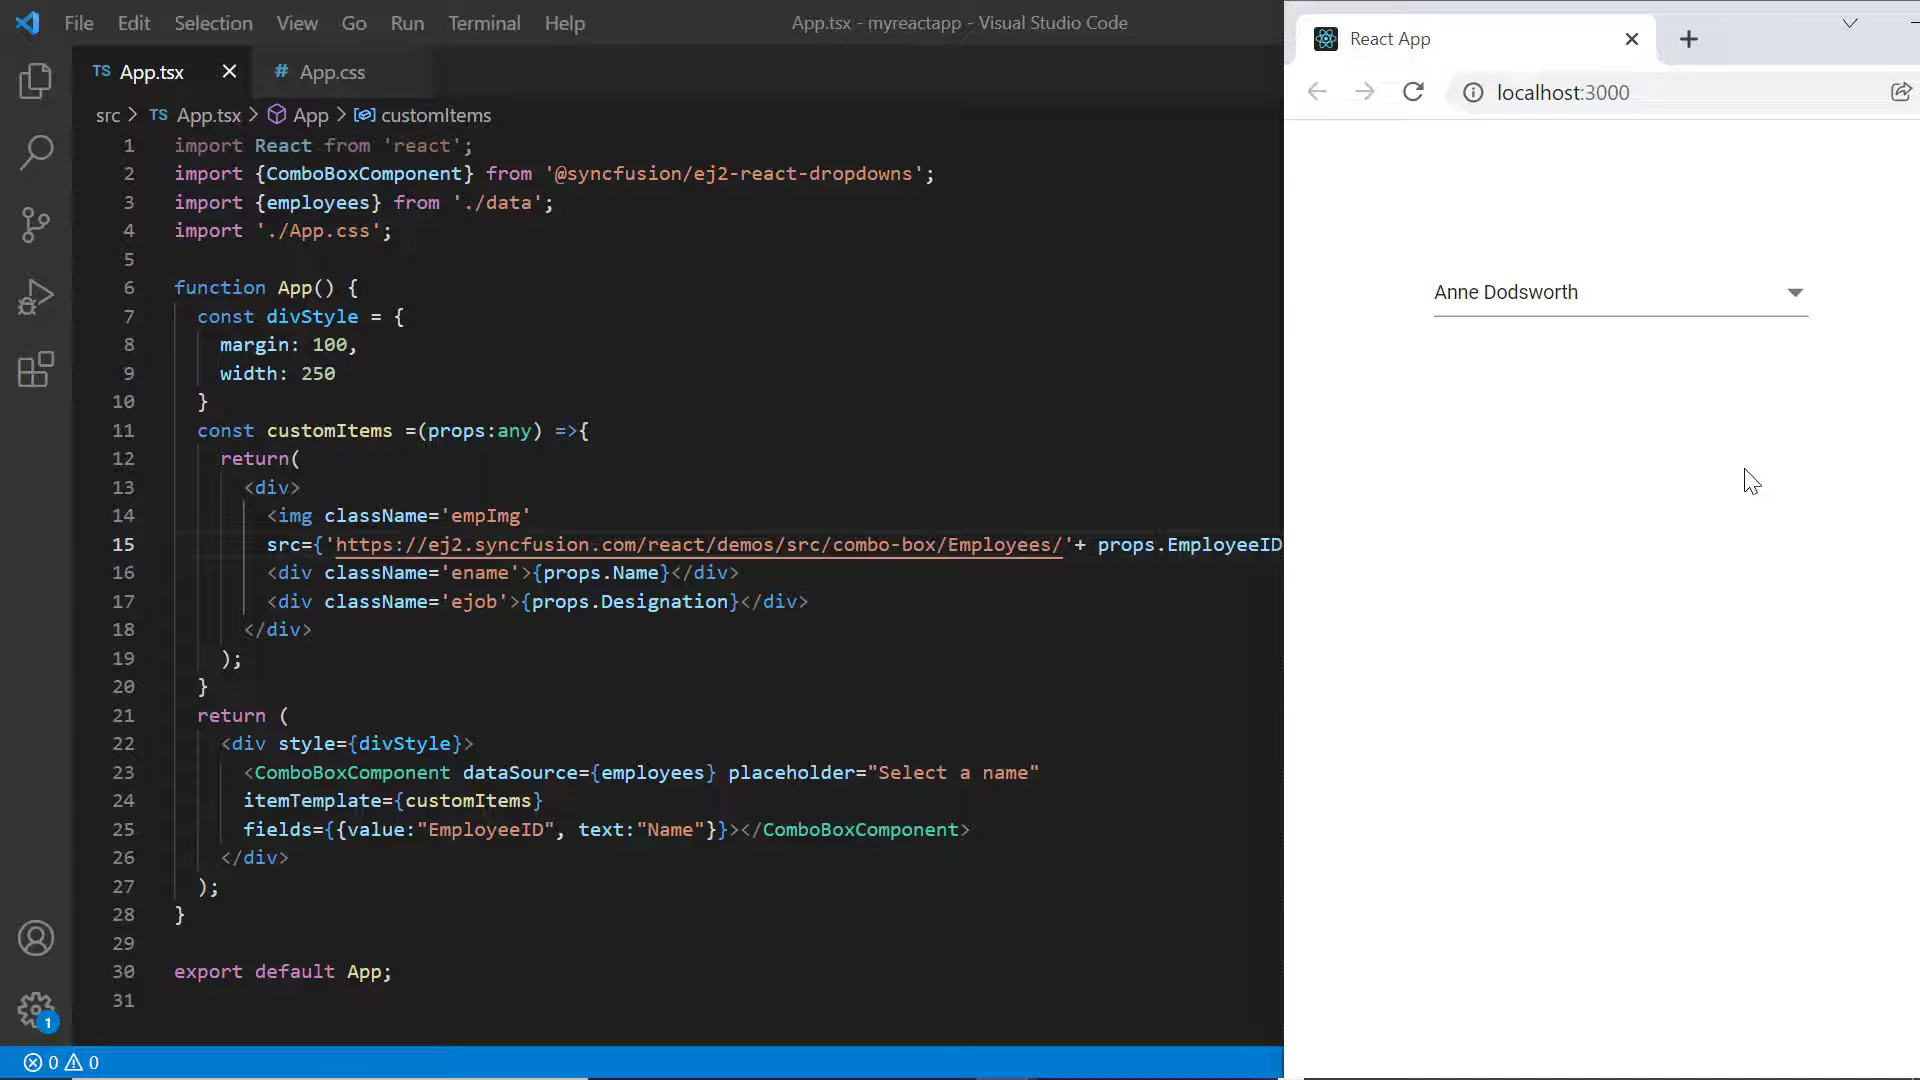 File Edit Selection View Go Run Terminal Help App.tsx - myreactapp - Visual Studio Code
TS App.tsx # App.css
src > TS App.tsx > App > customItems
1 import React from 'react';
2 import {ComboBoxComponent} from '@syncfusion/ej2-react-dropdowns';
3 import {employees} from './data';
4 import './App.css';
5
6 function App() {
7 const divStyle = {
8 margin: 100,
9 width: 250
10 }
11 const customItems =(props:any) =>{
12 return(
13 <div>
14 <img className='empImg'
15 src={'https://ej2.syncfusion.com/react/demos/src/combo-box/Employees/'+ props.EmployeeID
16 <div className='ename'>{props.Name}</div>
17 <div className='ejob'>{props.Designation}</div>
18 </div>
19 );
20 }
21 return (
22 <div style={divStyle}>
23 <ComboBoxComponent dataSource={employees} placeholder="Select a name"
24 itemTemplate={customItems}
25 fields={{value:"EmployeeID", text:"Name"}}></ComboBoxComponent>
26 </div>
27 );
28 }
29
30 export default App;
31
1
0 0
React App
localhost:3000
Anne Dodsworth